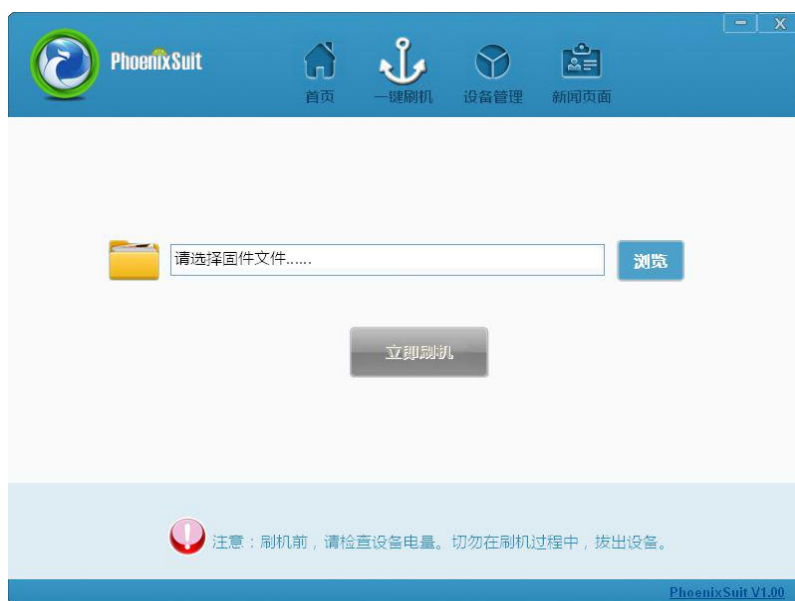 PhoenixSuit
首页
一键刷机
设备管理
新闻页面
请选择固件文件......
浏览
立即刷机
注意：刷机前，请检查设备电量。切勿在刷机过程中，拔出设备。
PhoenixSuit V1.00